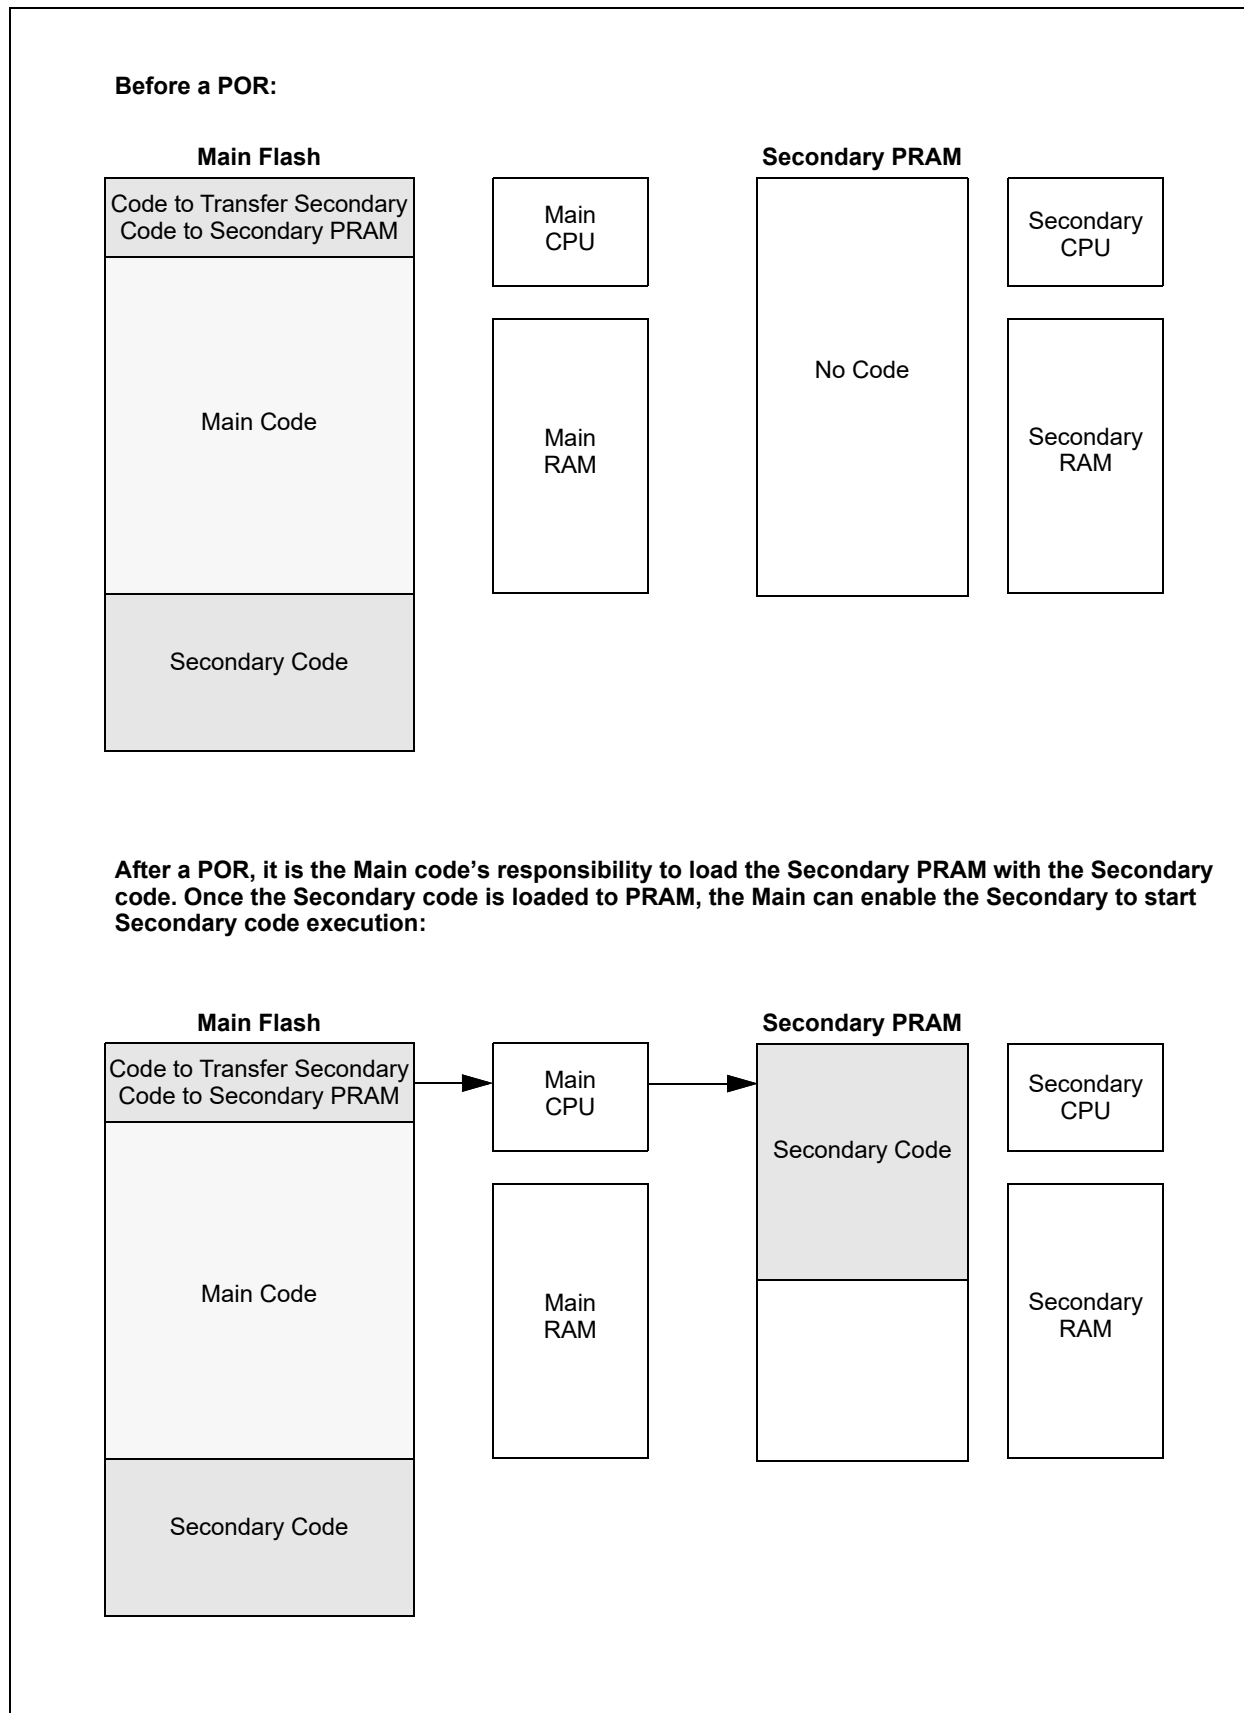 Before a POR:
Main Flash
Secondary PRAM
Code to Transfer Secondary
Code to Secondary PRAM
Main
CPU
Secondary
CPU
No Code
Main Code
Main
RAM
Secondary
RAM
Secondary Code
After a POR, it is the Main code’s responsibility to load the Secondary PRAM with the Secondary
code. Once the Secondary code is loaded to PRAM, the Main can enable the Secondary to start
Secondary code execution:
Main Flash
Secondary PRAM
Code to Transfer Secondary
Code to Secondary PRAM
Main
CPU
Secondary Code
Secondary
CPU
Main Code
Main
RAM
Secondary
RAM
Secondary Code